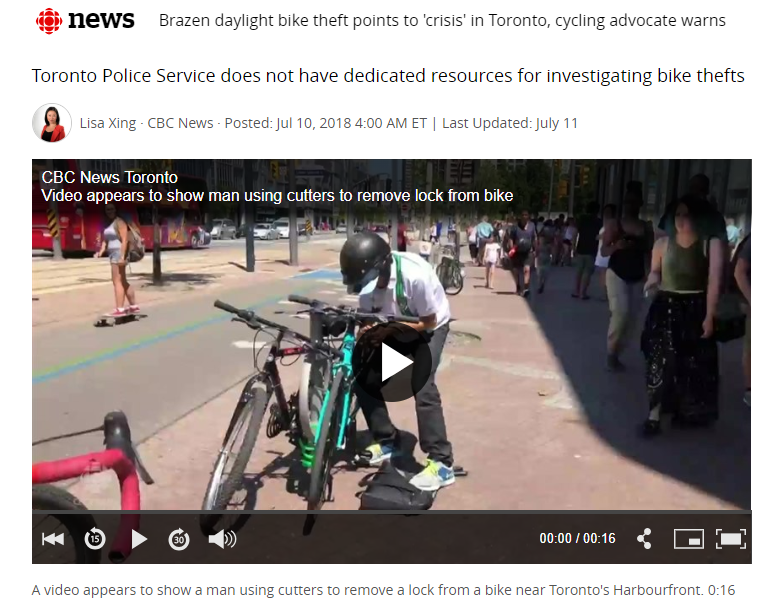 news
Brazen daylight bike theft points to 'crisis' in Toronto, cycling advocate warns
Toronto Police Service does not have dedicated resources for investigating bike thefts
Lisa Xing · CBC News · Posted: Jul 10, 2018 4:00 AM ET | Last Updated: July 11
CBC News Toronto
Video appears to show man using cutters to remove lock from bike
15
30
00:00 / 00:16
A video appears to show a man using cutters to remove a lock from a bike near Toronto's Harbourfront. 0:16